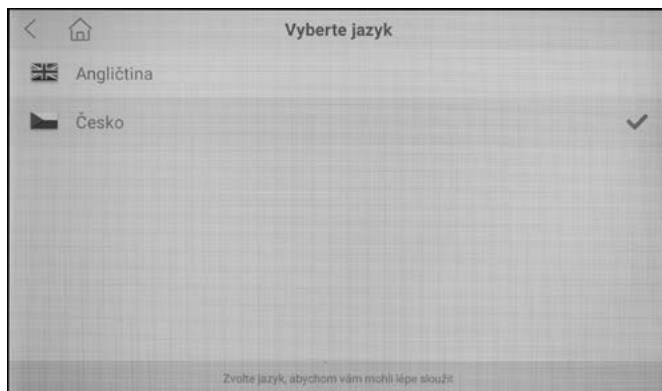 Vyberte jazyk
Angličtina
Česko
Zvolte jazyk, abychom vám mohli lépe sloužit